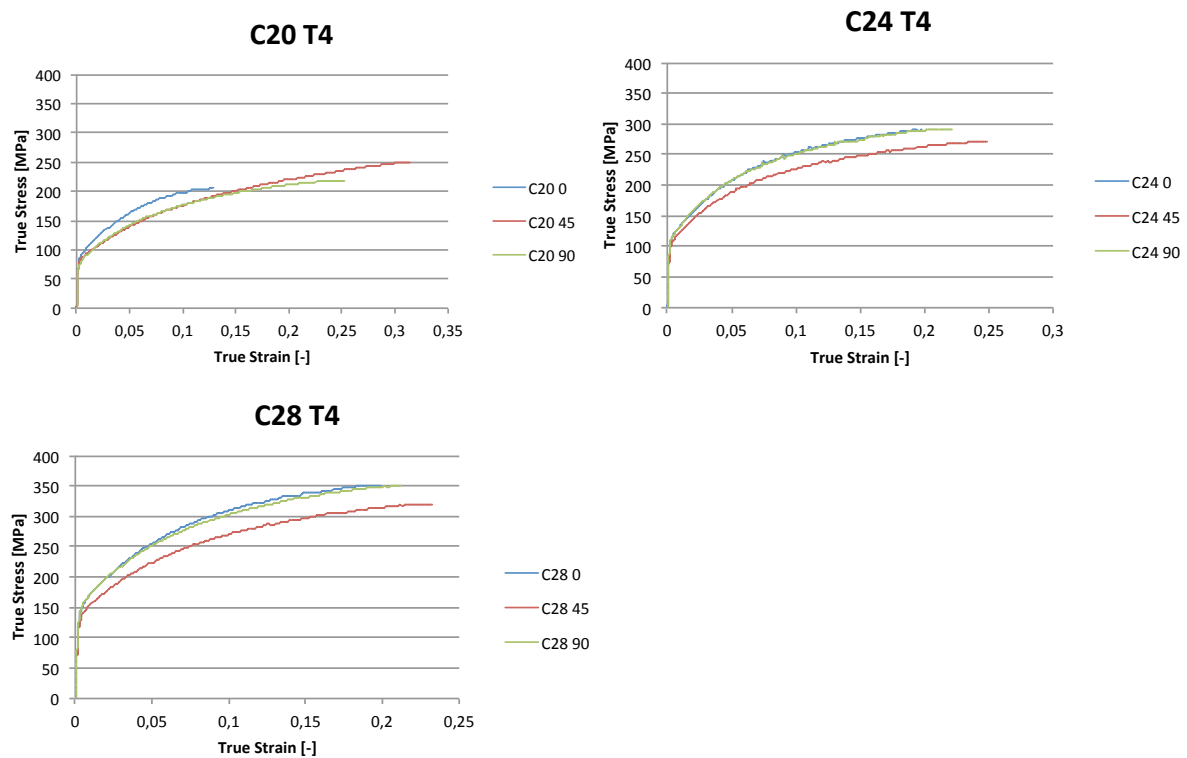 C20 T4
400
350
300
250
200
150
100
50
0
True Stress [MPa]
0
0,05
0,1
0,15
0,2
0,25
0,3
0,35
True Strain [-]
C20 0
C20 45
C20 90
C24 T4
400
350
300
250
200
150
100
50
0
True Stress [MPa]
0
0,05
0,1
0,15
0,2
0,25
0,3
True Strain [-]
C24 0
C24 45
C24 90
C28 T4
400
350
300
250
200
150
100
50
0
True Stress [MPa]
0
0,05
0,1
0,15
0,2
0,25
True Strain [-]
C28 0
C28 45
C28 90